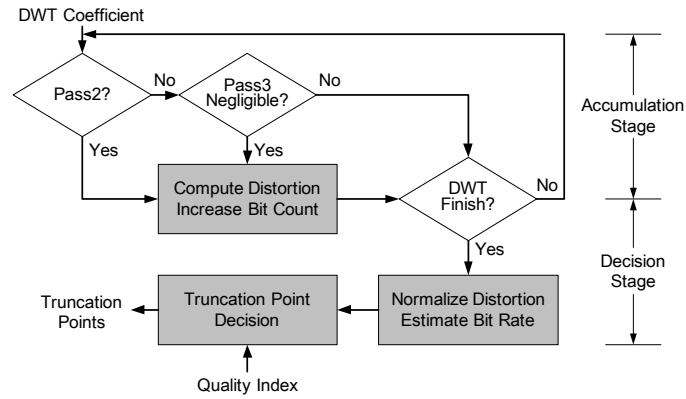 DWT Coefficient
Pass2?
No
Pass3
Negligible?
No
Yes
Yes
Accumulation
Stage
Compute Distortion
Increase Bit Count
DWT
Finish?
No
Yes
Decision
Stage
Truncation
Points
Truncation Point
Decision
Normalize Distortion
Estimate Bit Rate
Quality Index